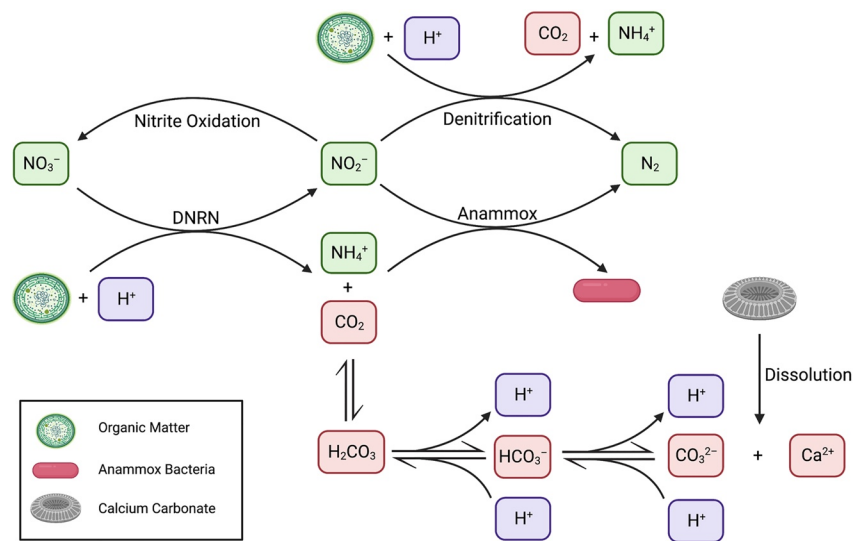 + H⁺
CO₂ + NH₄⁺
Nitrite Oxidation
Denitrification
NO₃⁻
NO₂⁻
N₂
DNRN
Anammox
NH₄⁺
+
CO₂
+ H⁺
Dissolution
H⁺
H⁺
H₂CO₃
HCO₃⁻
CO₃²⁻
+
Ca²⁺
H⁺
H⁺
Organic Matter
Anammox Bacteria
Calcium Carbonate